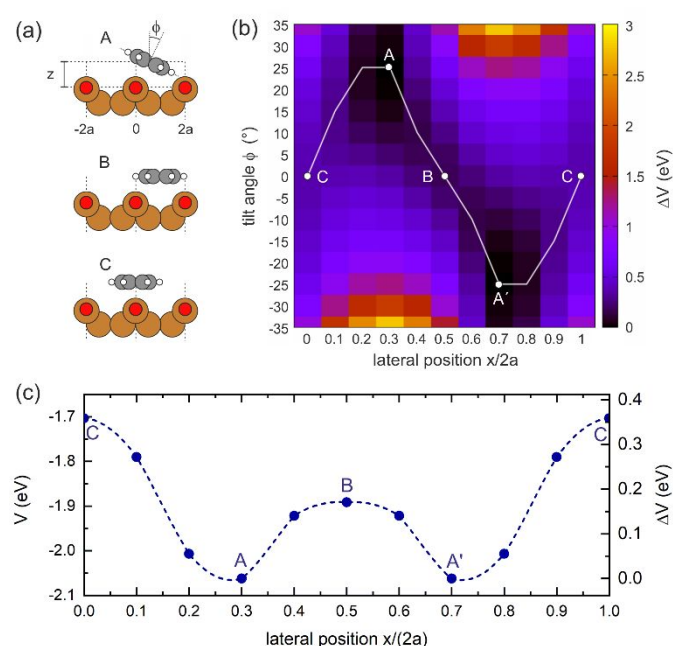 (a)
A
ϕ
z
-2a
0
2a
B
C
(b)
tilt angle ϕ (°)
35
30
25
20
15
10
5
0
-5
-10
-15
-20
-25
-30
-35
A
C
B
C
A´
0 0.1 0.2 0.3 0.4 0.5 0.6 0.7 0.8 0.9 1
lateral position x/2a
3
2.5
2
1.5
1
0.5
0
ΔV (eV)
(c)
V (eV)
-1.7
-1.8
-1.9
-2.0
-2.1
C
A
B
A'
C
0.4
0.3
0.2
0.1
0.0
ΔV (eV)
0.0 0.1 0.2 0.3 0.4 0.5 0.6 0.7 0.8 0.9 1.0
lateral position x/(2a)